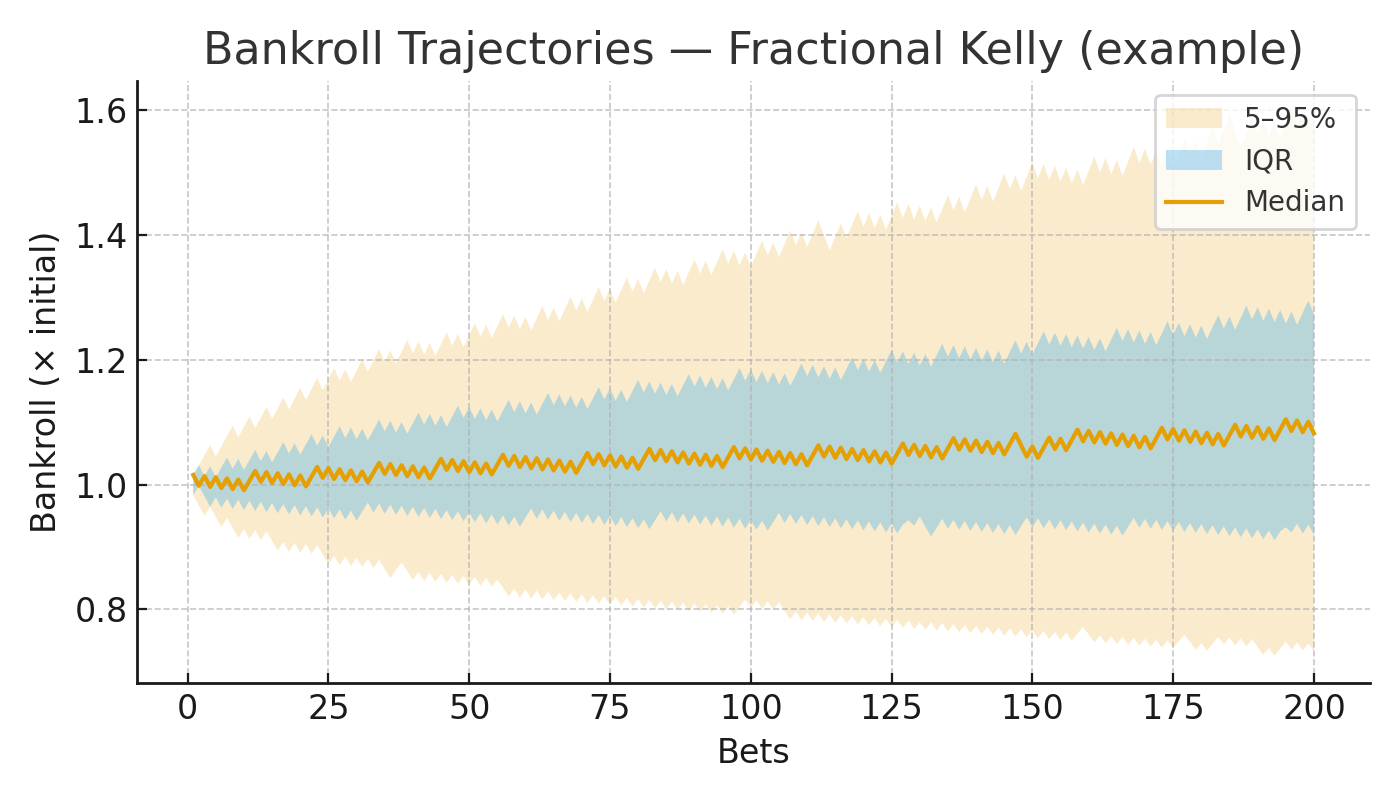 Bankroll Trajectories — Fractional Kelly (example)
Bankroll (× initial)
1.6
1.4
1.2
1.0
0.8
5–95%
IQR
Median
0 25 50 75 100 125 150 175 200
Bets